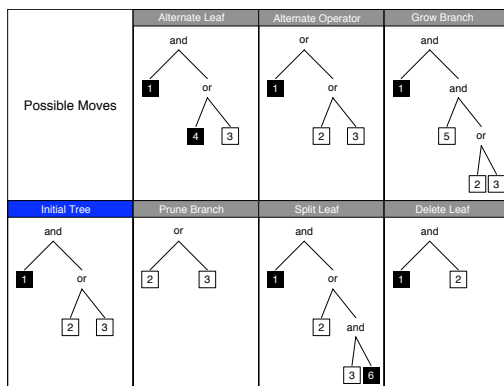 Alternate Leaf
Alternate Operator
Grow Branch
Possible Moves
and
1
or
4
3
or
1
or
2
3
and
1
and
5
or
2
3
Initial Tree
Prune Branch
Split Leaf
Delete Leaf
and
1
or
2
3
or
2
3
and
1
or
2
and
3
6
and
1
2